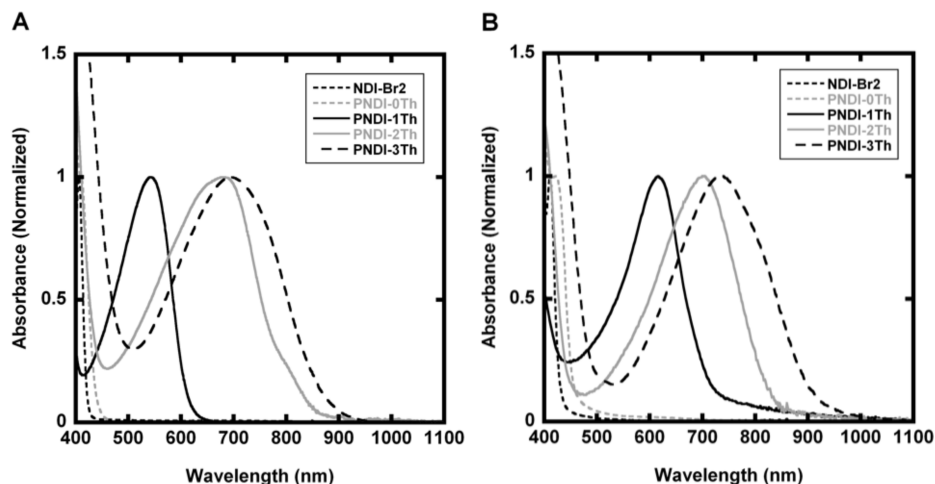 A
1.5
1
0.5
0
Absorbance (Normalized)
NDI-Br2
PNDI-0Th
PNDI-1Th
PNDI-2Th
PNDI-3Th
400 500 600 700 800 900 1000 1100
Wavelength (nm)
B
1.5
1
0.5
0
Absorbance (Normalized)
NDI-Br2
PNDI-0Th
PNDI-1Th
PNDI-2Th
PNDI-3Th
400 500 600 700 800 900 1000 1100
Wavelength (nm)